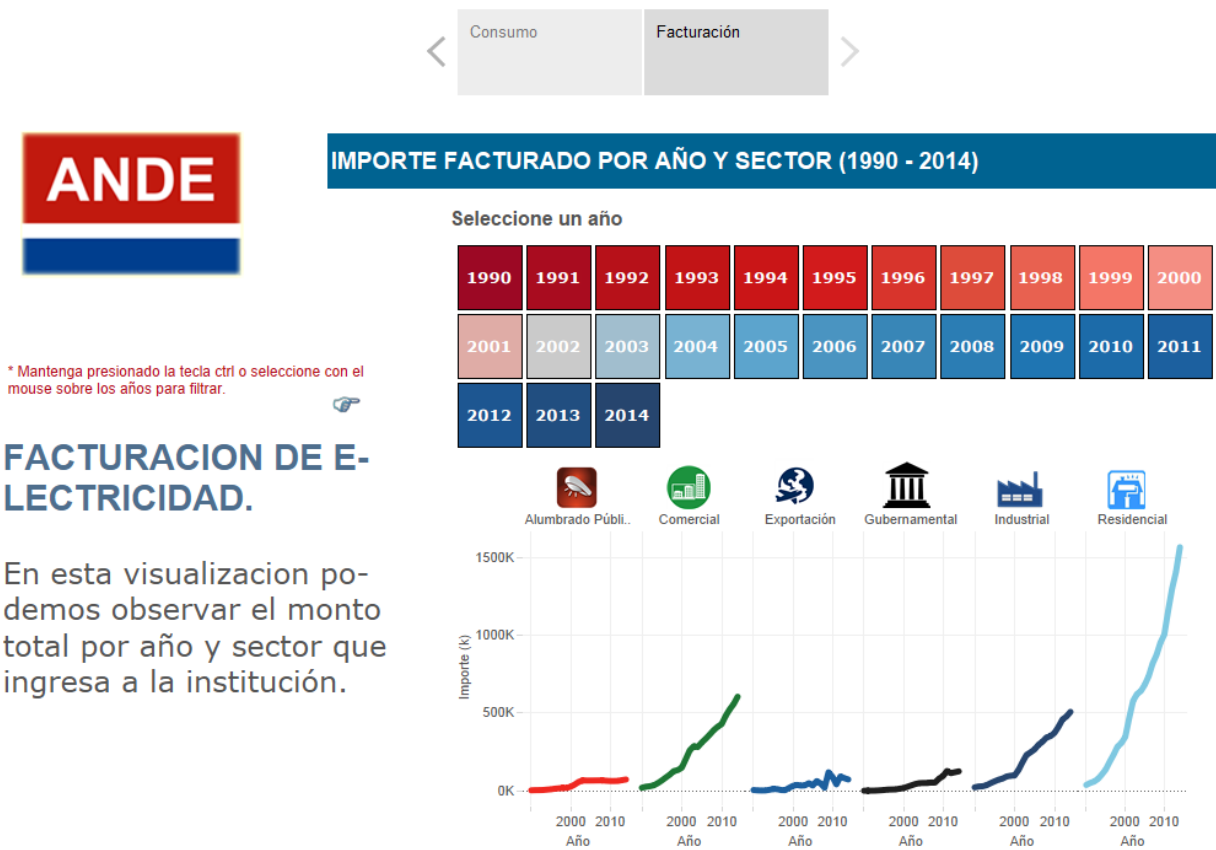 Consumo
Facturación
ANDE
IMPORTE FACTURADO POR AÑO Y SECTOR (1990 - 2014)
Seleccione un año
1990 1991 1992 1993 1994 1995 1996 1997 1998 1999 2000
2001 2002 2003 2004 2005 2006 2007 2008 2009 2010 2011
2012 2013 2014
* Mantenga presionado la tecla ctrl o seleccione con el
mouse sobre los años para filtrar.
FACTURACION DE E-
LECTRICIDAD.
En esta visualizacion po-
demos observar el monto
total por año y sector que
ingresa a la institución.
Alumbrado Públi.. Comercial Exportación Gubernamental Industrial Residencial
1500K
1000K
500K
0K
Importe (k)
2000 2010 2000 2010 2000 2010 2000 2010 2000 2010 2000 2010
Año Año Año Año Año Año